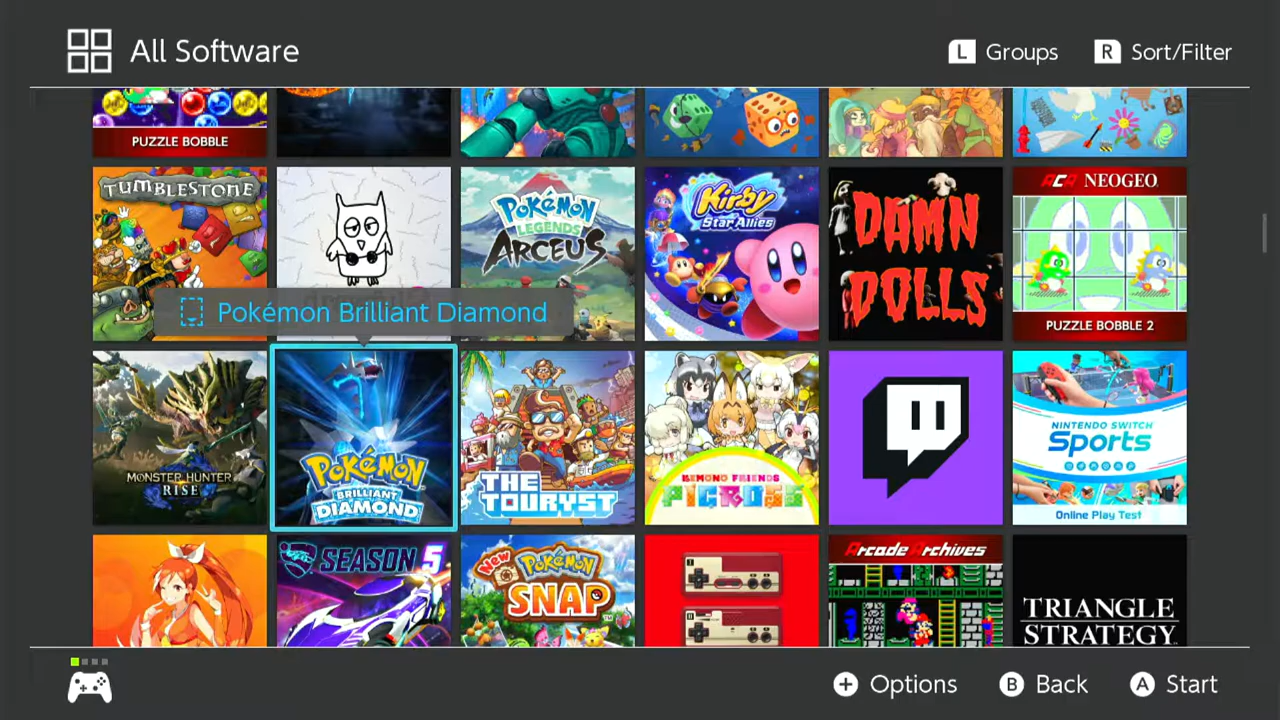 All Software
L Groups
R Sort/Filter
PUZZLE BOBBLE
TUMBLESTONE
POKéMON
LEGENDS
ARCEUS
Kirby
Star Allies
DAMN
DOLLS
ACA NEOGEO
PUZZLE BOBBLE 2
Pokémon Brilliant Diamond
MONSTER HUNTER
RISE
POKéMON
BRILLIANT
DIAMOND
THE
TOURYST
KEMONO FRIENDS
PICROSS
NINTENDO SWITCH
Sports
Online Play Test
SEASON 5
New
POKéMON
SNAP
Arcade Archives
TRIANGLE
STRATEGY
+ Options
B Back
A Start